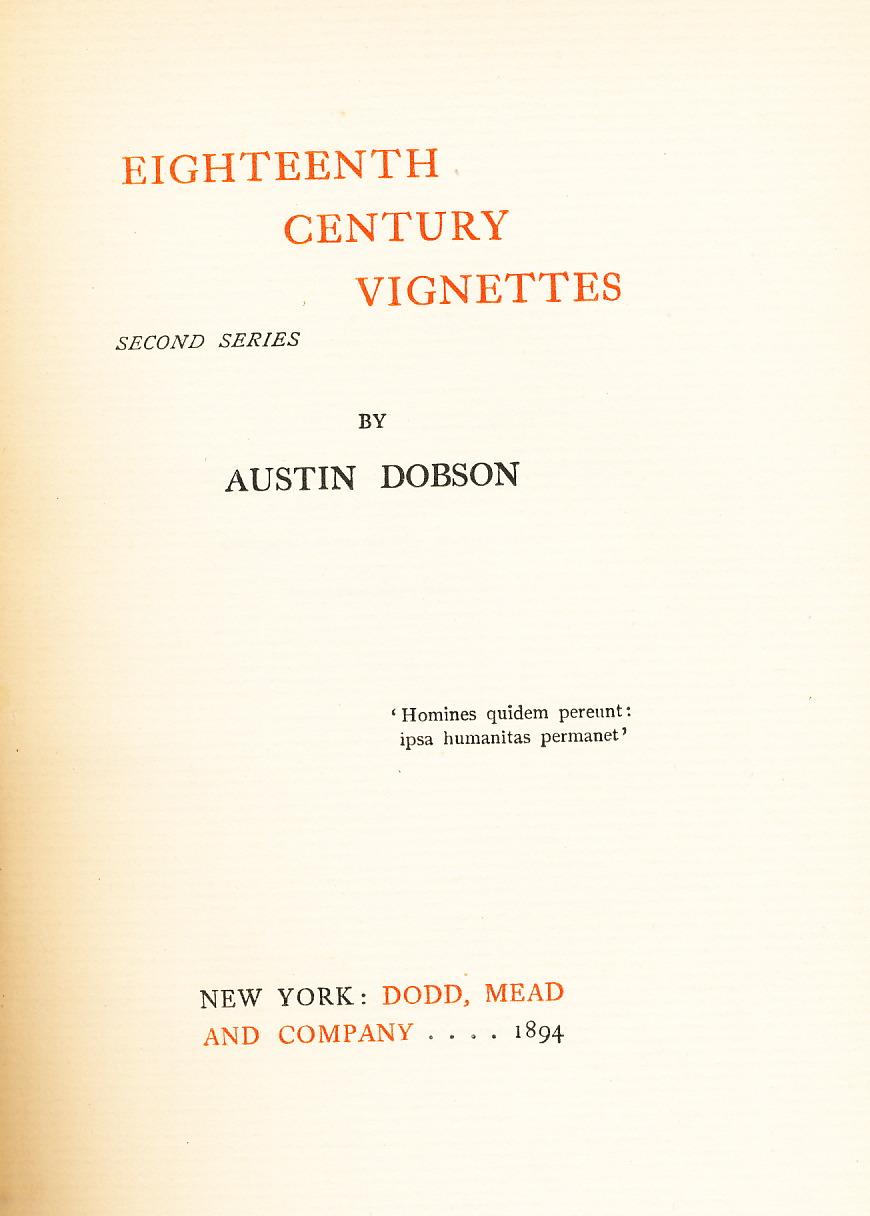 EIGHTEENTH
CENTURY
VIGNETTES
SECOND SERIES
BY
AUSTIN DOBSON
‘Homines quidem pereunt:
ipsa humanitas permanet’
NEW YORK: DODD, MEAD
AND COMPANY . . . . 1894